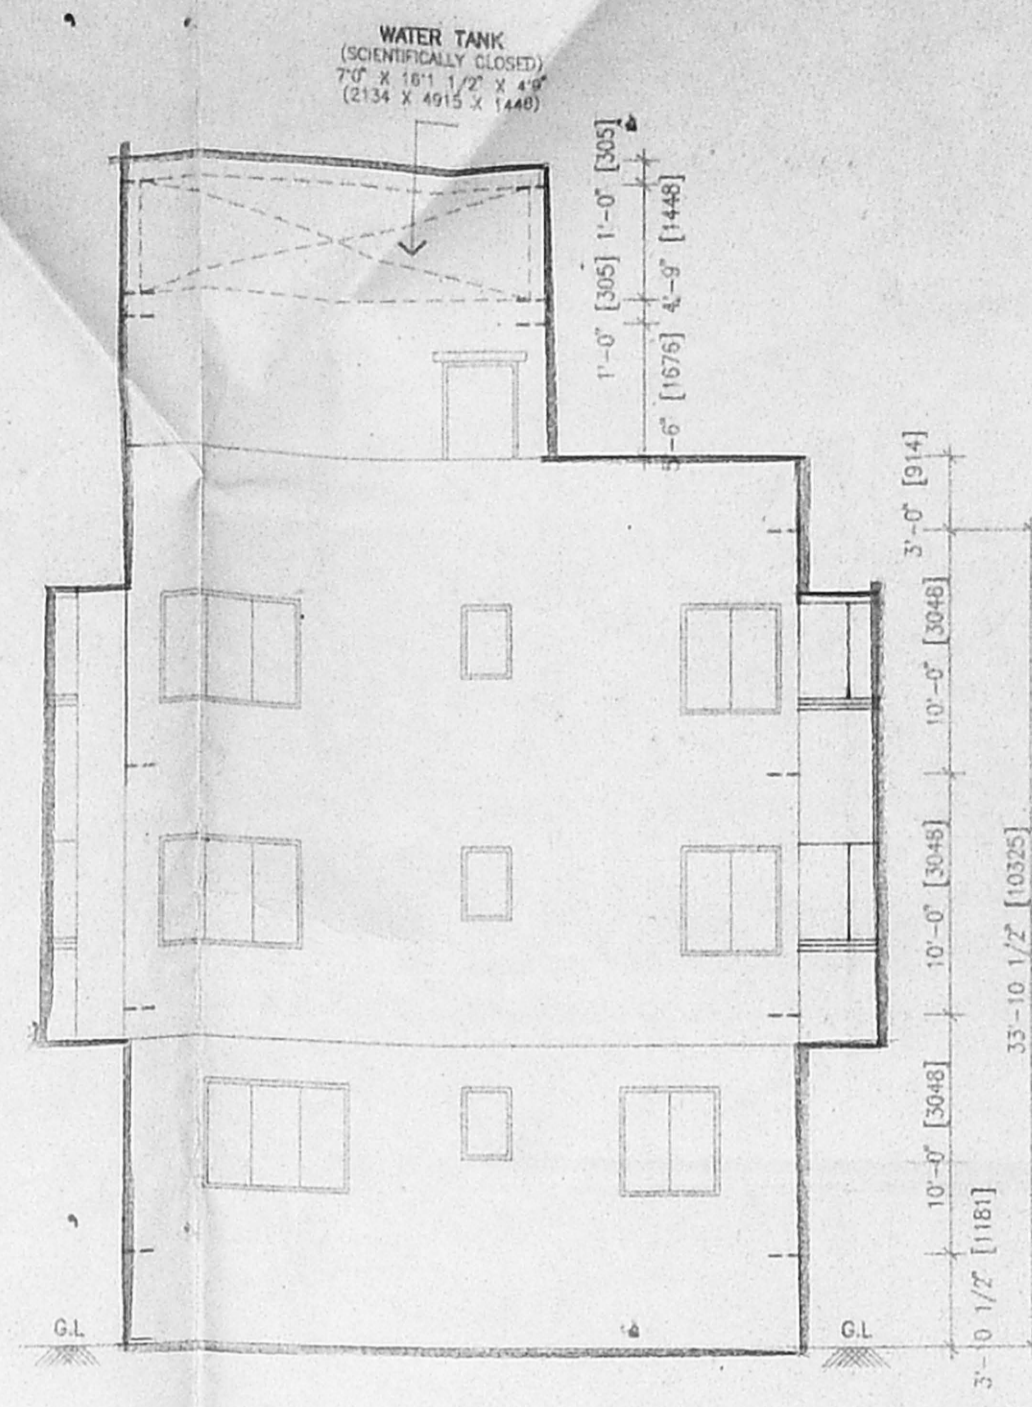 WATER TANK
(SCIENTIFICALLY CLOSED)
7'0" X 16'1 1/2" X 4'9"
(2134 X 4915 X 1448)
1'-0" [305]
4'-9" [1448]
1'-0" [305]
5'-6" [1676]
3'-0" [914]
10'-0" [3048]
10'-0" [3048]
33'-10 1/2" [10325]
10'-0" [3048]
0 1/2" [1181]
G.L
G.L